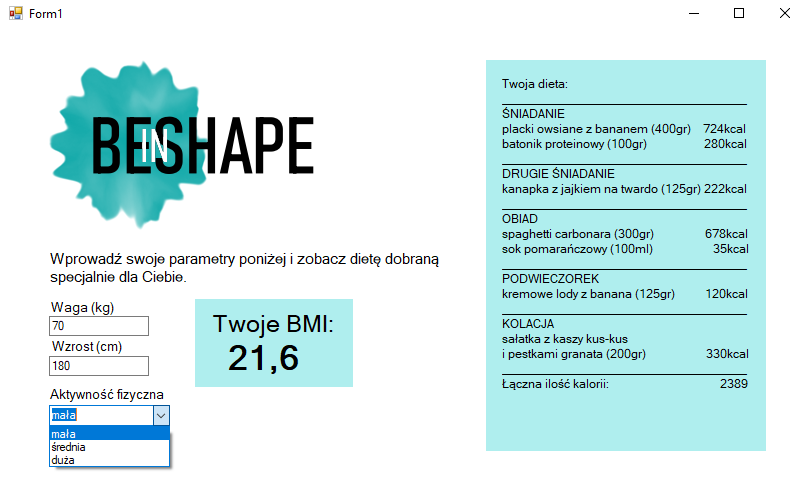 Form1
BEINSHAPE
Wprowadź swoje parametry poniżej i zobacz dietę dobraną
specjalnie dla Ciebie.
Waga (kg)
70
Wzrost (cm)
180
Aktywność fizyczna
mała
mała
średnia
duża
Twoje BMI:
21,6
Twoja dieta:
ŚNIADANIE
placki owsiane z bananem (400gr) 724kcal
batonik proteinowy (100gr) 280kcal
DRUGIE ŚNIADANIE
kanapka z jajkiem na twardo (125gr) 222kcal
OBIAD
spaghetti carbonara (300gr) 678kcal
sok pomarańczowy (100ml) 35kcal
PODWIECZOREK
kremowe lody z banana (125gr) 120kcal
KOLACJA
sałatka z kaszy kus-kus
i pestkami granata (200gr) 330kcal
Łączna ilość kalorii: 2389